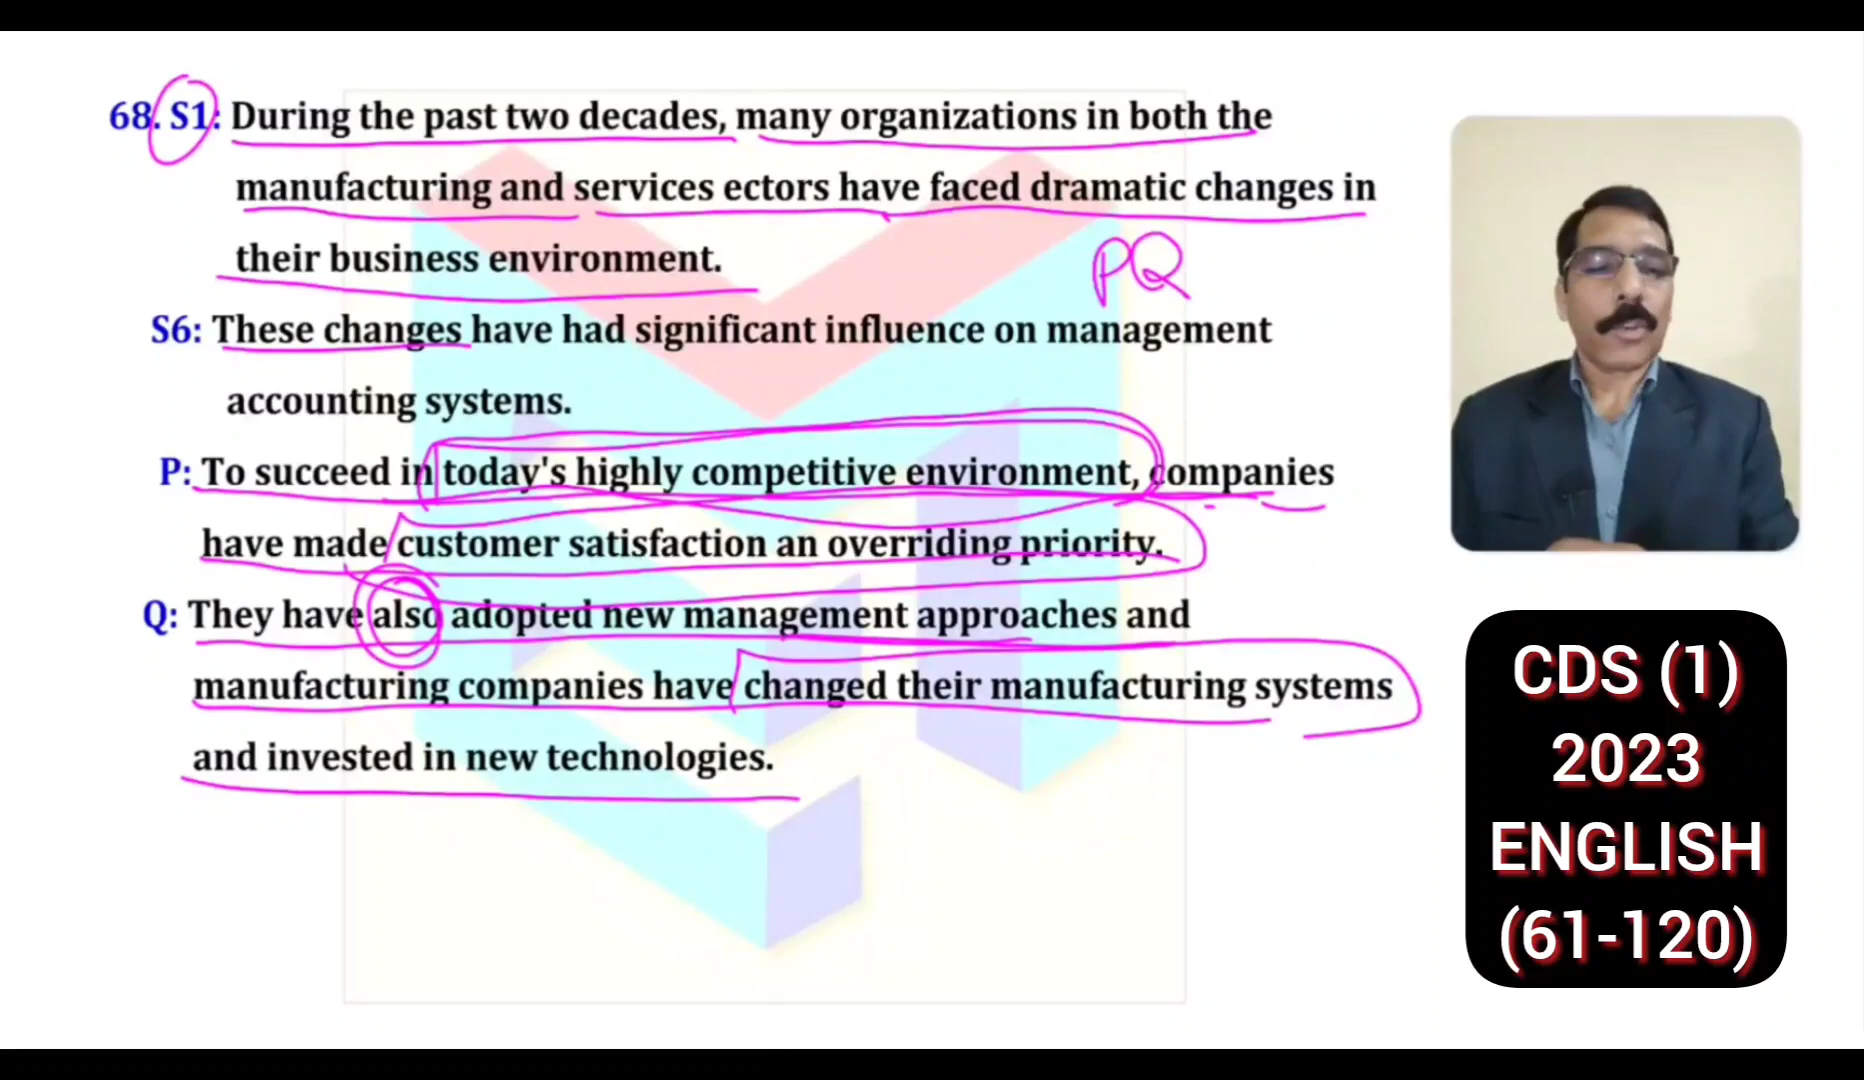 68. S1: During the past two decades, many organizations in both the
manufacturing and services ectors have faced dramatic changes in
their business environment.
PQ
S6: These changes have had significant influence on management
accounting systems.
P: To succeed in today's highly competitive environment, companies
have made customer satisfaction an overriding priority.
Q: They have also adopted new management approaches and
manufacturing companies have changed their manufacturing systems
and invested in new technologies.
CDS (1)
2023
ENGLISH
(61-120)